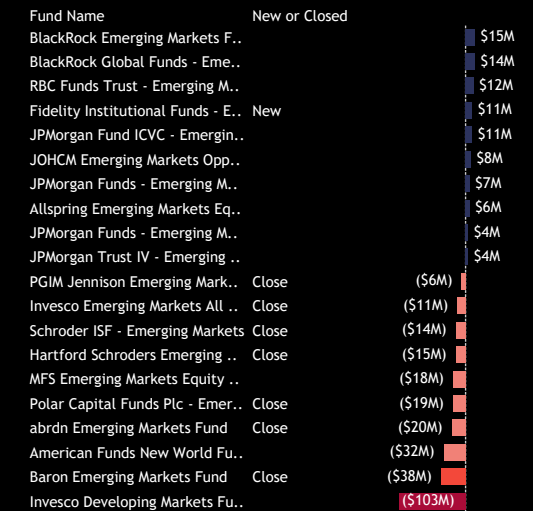 Fund Name New or Closed
BlackRock Emerging Markets F.. $15M
BlackRock Global Funds - Eme.. $14M
RBC Funds Trust - Emerging M.. $12M
Fidelity Institutional Funds - E.. New $11M
JPMorgan Fund ICVC - Emergin.. $11M
JOHCM Emerging Markets Opp.. $8M
JPMorgan Funds - Emerging M.. $7M
Allspring Emerging Markets Eq.. $6M
JPMorgan Funds - Emerging M.. $4M
JPMorgan Trust IV - Emerging .. $4M
PGIM Jennison Emerging Mark.. Close ($6M)
Invesco Emerging Markets All .. Close ($11M)
Schroder ISF - Emerging Markets Close ($14M)
Hartford Schroders Emerging .. Close ($15M)
MFS Emerging Markets Equity .. ($18M)
Polar Capital Funds Plc - Emer.. Close ($19M)
abrdn Emerging Markets Fund Close ($20M)
American Funds New World Fu.. ($32M)
Baron Emerging Markets Fund Close ($38M)
Invesco Developing Markets Fu.. ($103M)